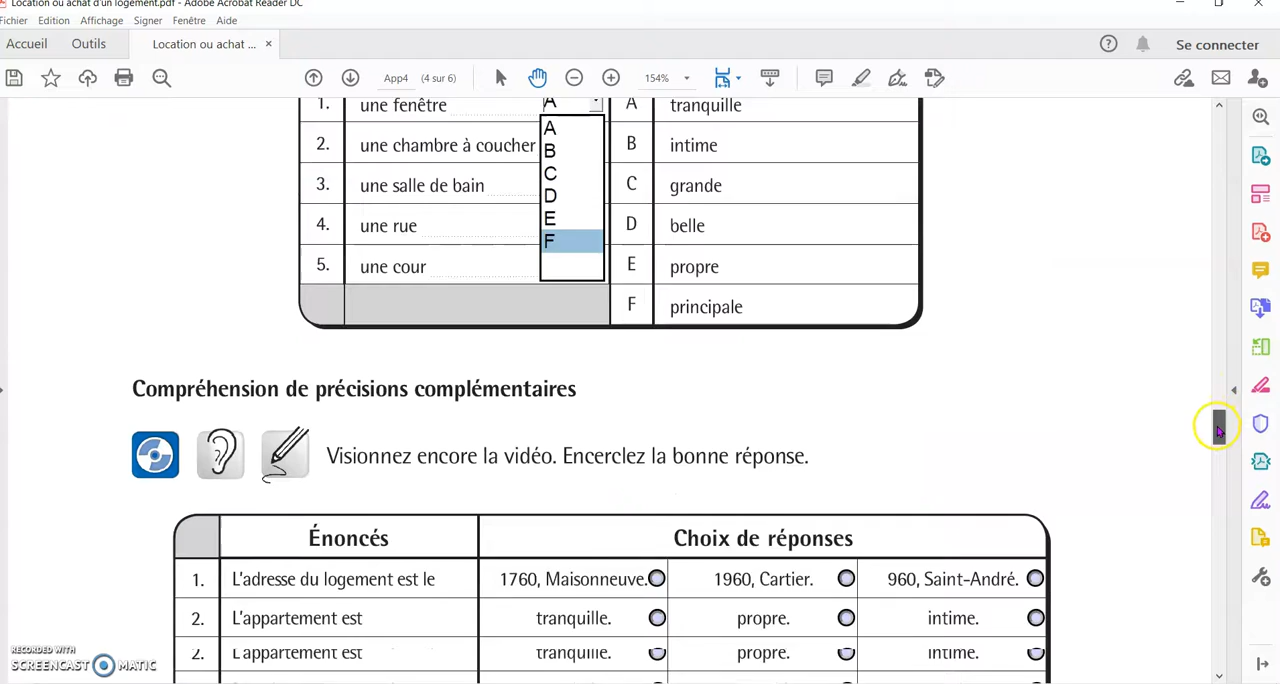 Location ou achat d'un logement.pdf - Adobe Acrobat Reader DC
Fichier Edition Affichage Signer Fenêtre Aide
Accueil Outils Location ou achat ... × Se connecter
App4 (4 sur 6) 154%
1. une fenêtre A A tranquille
A
2. une chambre à coucher B B intime
C
3. une salle de bain C grande
D
4. une rue E D belle
F
5. une cour E propre
F principale
Compréhension de précisions complémentaires
Visionnez encore la vidéo. Encerclez la bonne réponse.
Énoncés Choix de réponses
1. L'adresse du logement est le 1760, Maisonneuve. 1960, Cartier. 960, Saint-André.
2. L'appartement est tranquille. propre. intime.
2. L'appartement est tranquille. propre. intime.
RECORDED WITH
SCREENCAST MATIC